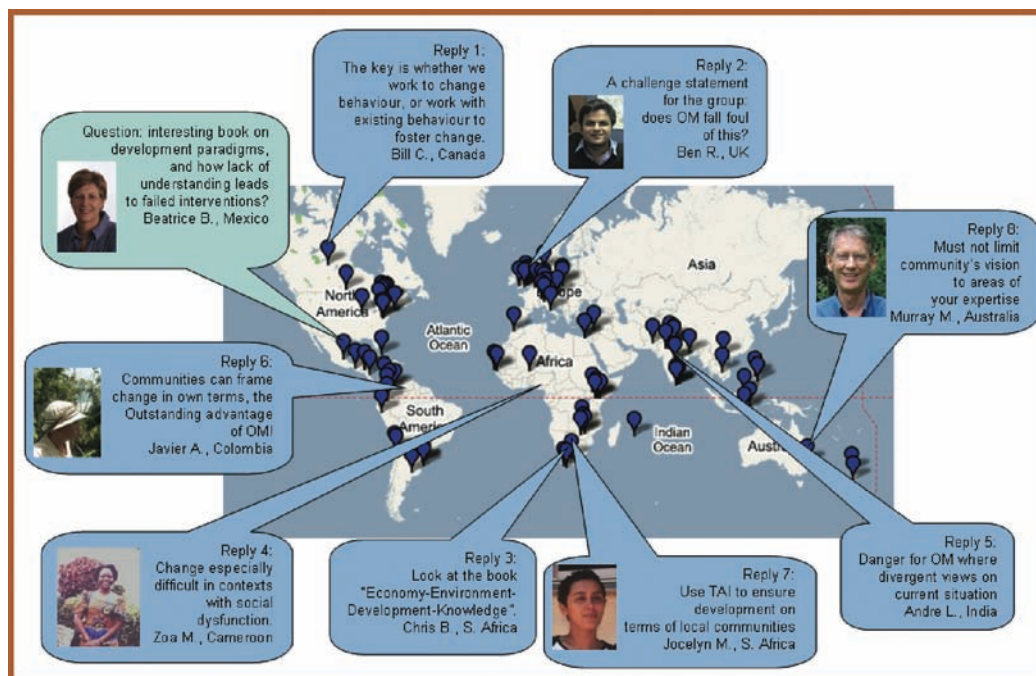 Reply 1:
The key is whether we
work to change
behaviour, or work with
existing behaviour to
foster change.
Bill C., Canada
Reply 2:
A challenge statement
for the group:
does OM fall foul
of this?
Ben R., UK
Question: interesting book on
development paradigms,
and how lack of
understanding leads
to failed interventions?
Beatrice B., Mexico
Reply 8:
Must not limit
community's vision
to areas of
your expertise
Murray M., Australia
North
America
Atlantic
Ocean
Europe
Asia
Africa
South
America
Indian
Ocean
Reply 6:
Communities can frame
change in own terms, the
Outstanding advantage
of OM!
Javier A., Colombia
Reply 4:
Change especially
difficult in contexts
with social
dysfunction.
Zoa M., Cameroon
Reply 3:
Look at the book
"Economy-Environment-
Development-Knowledge".
Chris B., S. Africa
Reply 7:
Use TAI to ensure
development on
terms of local communities
Jocelyn M., S. Africa
Reply 5:
Danger for OM where
divergent views on
current situation
Andre L., India